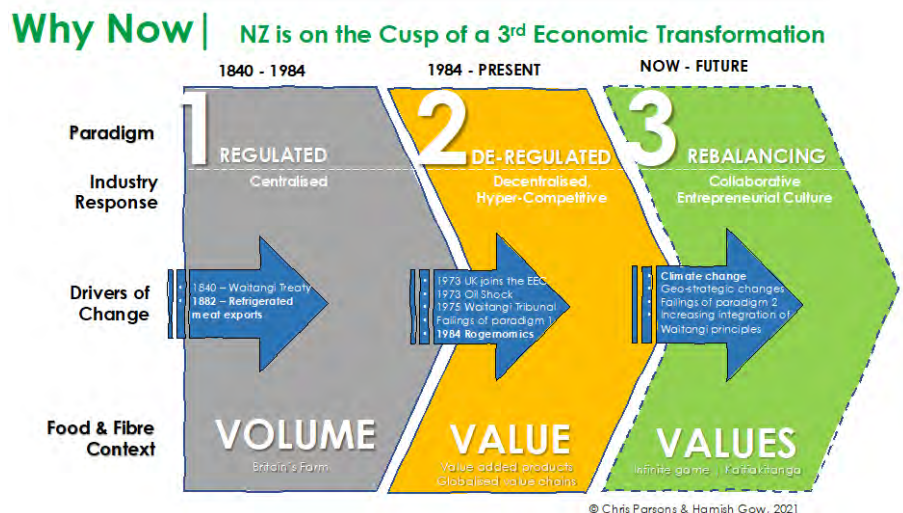 Why Now| NZ is on the Cusp of a 3rd Economic Transformation
1840 - 1984
1984 - PRESENT
NOW - FUTURE
Paradigm
Industry
Response
Drivers of
Change
Food & Fibre
Context
1
REGULATED
Centralised
1840 – Waitangi Treaty
1882 – Refrigerated
meat exports
VOLUME
Britain's Farm
2
DE-REGULATED
Decentralised,
Hyper-Competitive
1973 UK joins the EEC
1973 Oil Shock
1975 Waitangi Tribunal
Failings of paradigm 1
1984 Rogernomics
VALUE
Value added products
Globalised value chains
3
REBALANCING
Collaborative
Entrepreneurial Culture
Climate change
Geo-strategic changes
Failings of paradigm 2
Increasing integration of
Waitangi principles
VALUES
Infinite game , Kaitiakitanga
© Chris Parsons & Hamish Gow, 2021